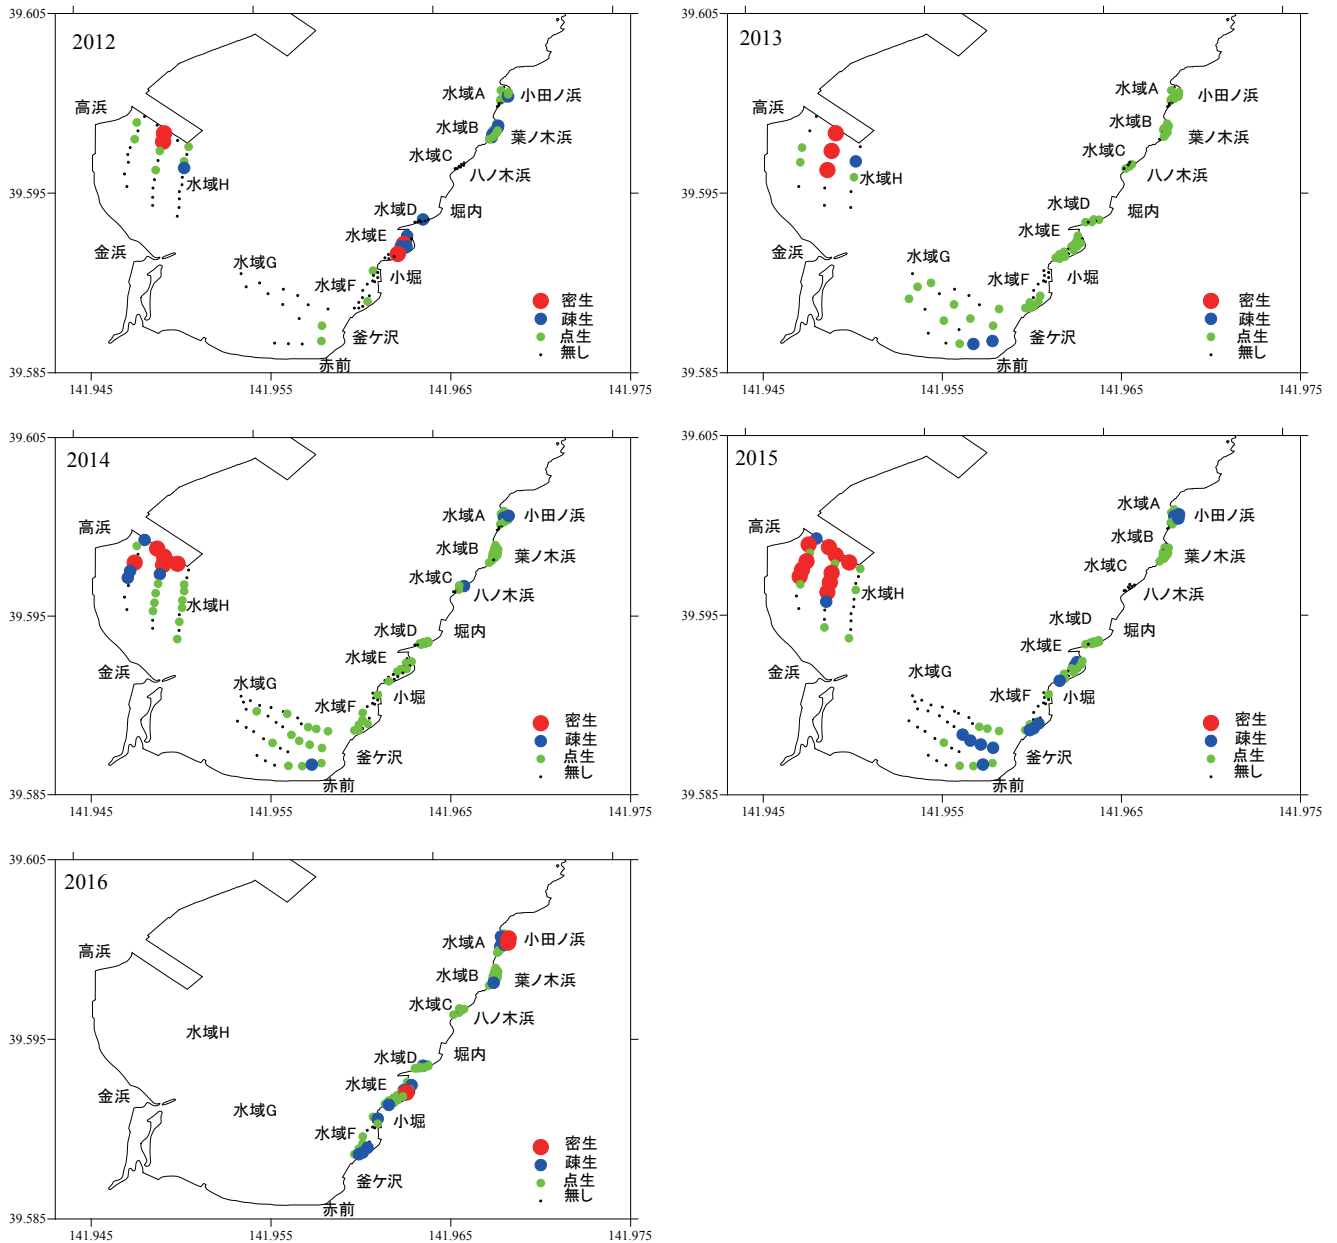 39.605
2012
高浜
水域A
小田ノ浜
水域B
葉ノ木浜
水域C
八ノ木浜
39.595
水域H
水域D
堀内
水域E
金浜
水域G
水域F
小堀
密生
疎生
点生
無し
釜ケ沢
赤前
39.585
141.945
141.955
141.965
141.975
39.605
2013
高浜
水域A
小田ノ浜
水域B
葉ノ木浜
水域C
八ノ木浜
39.595
水域H
水域D
堀内
水域E
金浜
水域G
水域F
小堀
密生
疎生
点生
無し
釜ケ沢
赤前
39.585
141.945
141.955
141.965
141.975
39.605
2014
高浜
水域A
小田ノ浜
水域B
葉ノ木浜
水域C
八ノ木浜
39.595
水域H
水域D
堀内
水域E
金浜
水域G
水域F
小堀
密生
疎生
点生
無し
釜ケ沢
赤前
39.585
141.945
141.955
141.965
141.975
39.605
2015
高浜
水域A
小田ノ浜
水域B
葉ノ木浜
水域C
八ノ木浜
39.595
水域H
水域D
堀内
水域E
金浜
水域G
水域F
小堀
密生
疎生
点生
無し
釜ケ沢
赤前
39.585
141.945
141.955
141.965
141.975
39.605
2016
高浜
水域A
小田ノ浜
水域B
葉ノ木浜
水域C
八ノ木浜
39.595
水域H
水域D
堀内
水域E
金浜
水域G
水域F
小堀
密生
疎生
点生
無し
釜ケ沢
赤前
39.585
141.945
141.955
141.965
141.975